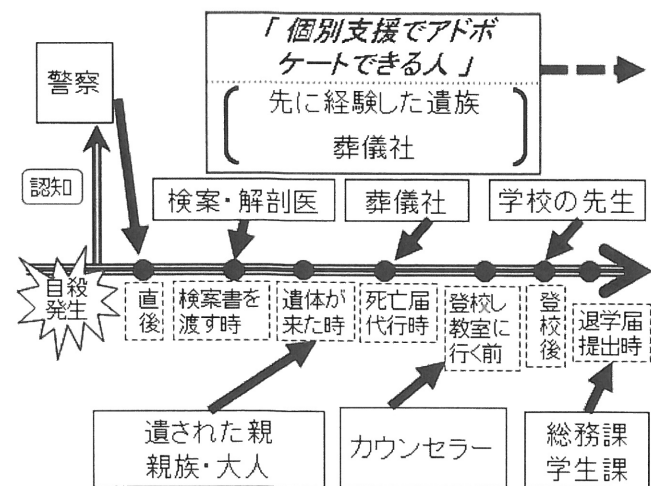 「個別支援でアドボ
ケートできる人」
先に経験した遺族
葬儀社
警察
認知
検案・解剖医
葬儀社
学校の先生
自殺
発生
直
後
検案書を
渡す時
遺体が
来た時
死亡届
代行時
登校し
教室に
行く前
登
校
後
退学届
提出時
遺された親
親族・大人
カウンセラー
総務課
学生課